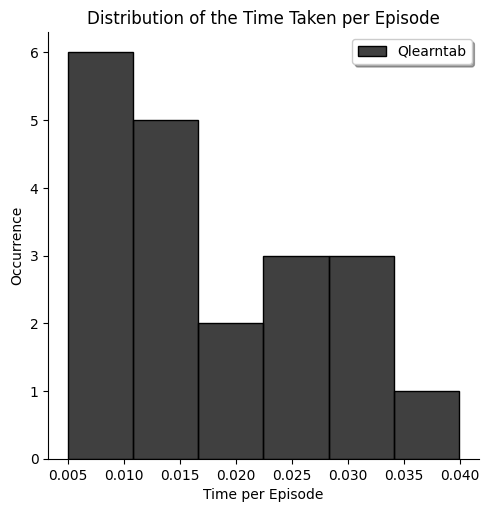 Distribution of the Time Taken per Episode
Qlearntab
Occurrence
6
5
4
3
2
1
0
0.005 0.010 0.015 0.020 0.025 0.030 0.035 0.040
Time per Episode